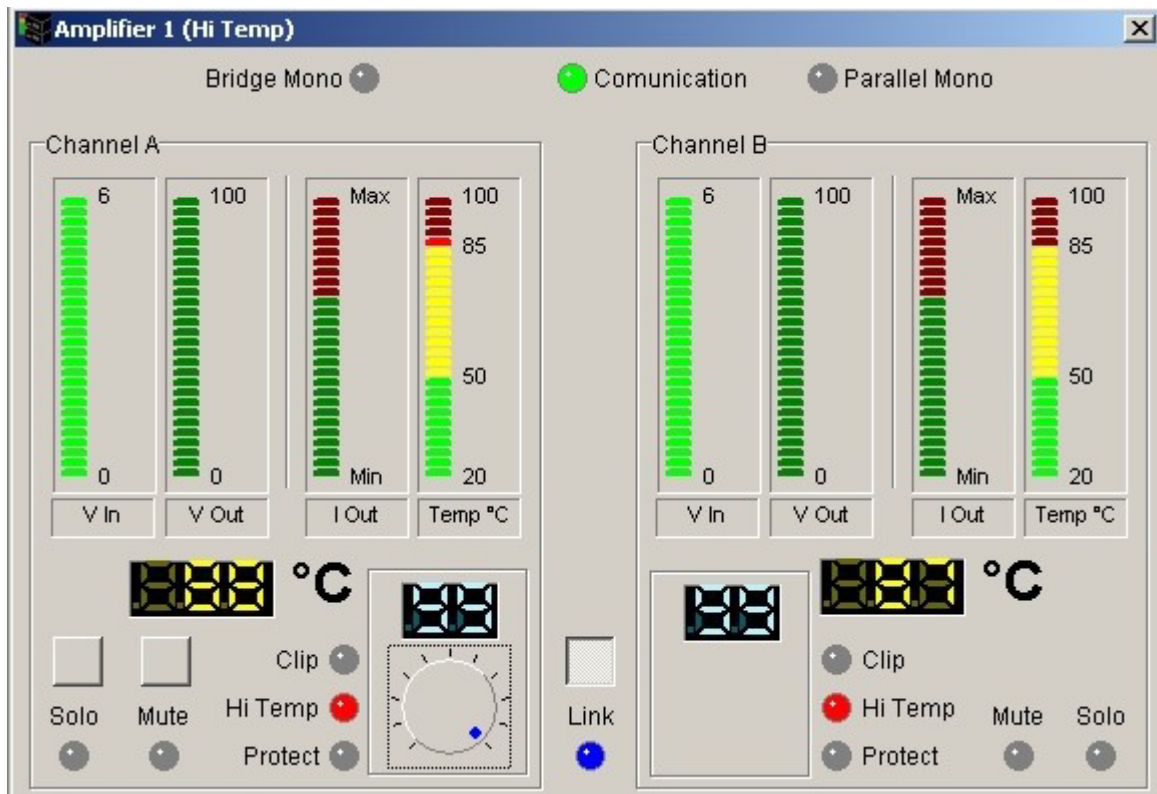 Amplifier 1 (Hi Temp)
Bridge Mono Comunication Parallel Mono
Channel A
6 100 Max 100
85
50
0 0 Min 20
V In V Out I Out Temp °C
°C
Clip
Hi Temp
Protect
Solo Mute
Link
Channel B
6 100 Max 100
85
50
0 0 Min 20
V In V Out I Out Temp °C
°C
Clip
Hi Temp
Protect
Mute Solo